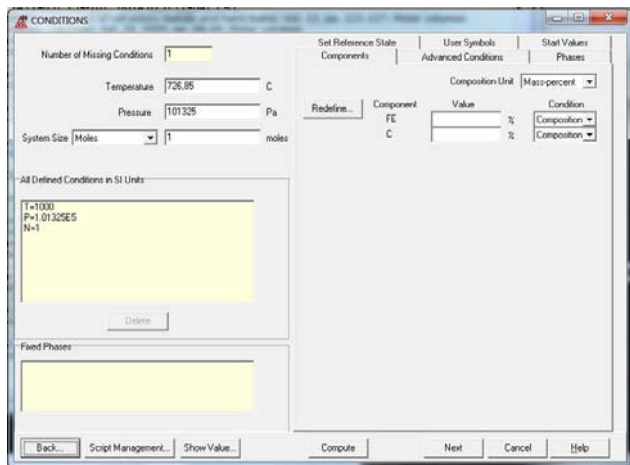 CONDITIONS
Number of Missing Conditions 1
Temperature 726,85 C
Pressure 101325 Pa
System Size Moles 1 moles
All Defined Conditions in SI Units
T=1000
P=1.01325E5
N=1
Delete
Fixed Phases
Set Reference State User Symbols Start Values
Components Advanced Conditions Phases
Composition Unit Mass-percent
Redefine... Component Value Condition
FE % Composition
C % Composition
Back... Script Management... Show Value... Compute Next Cancel Help